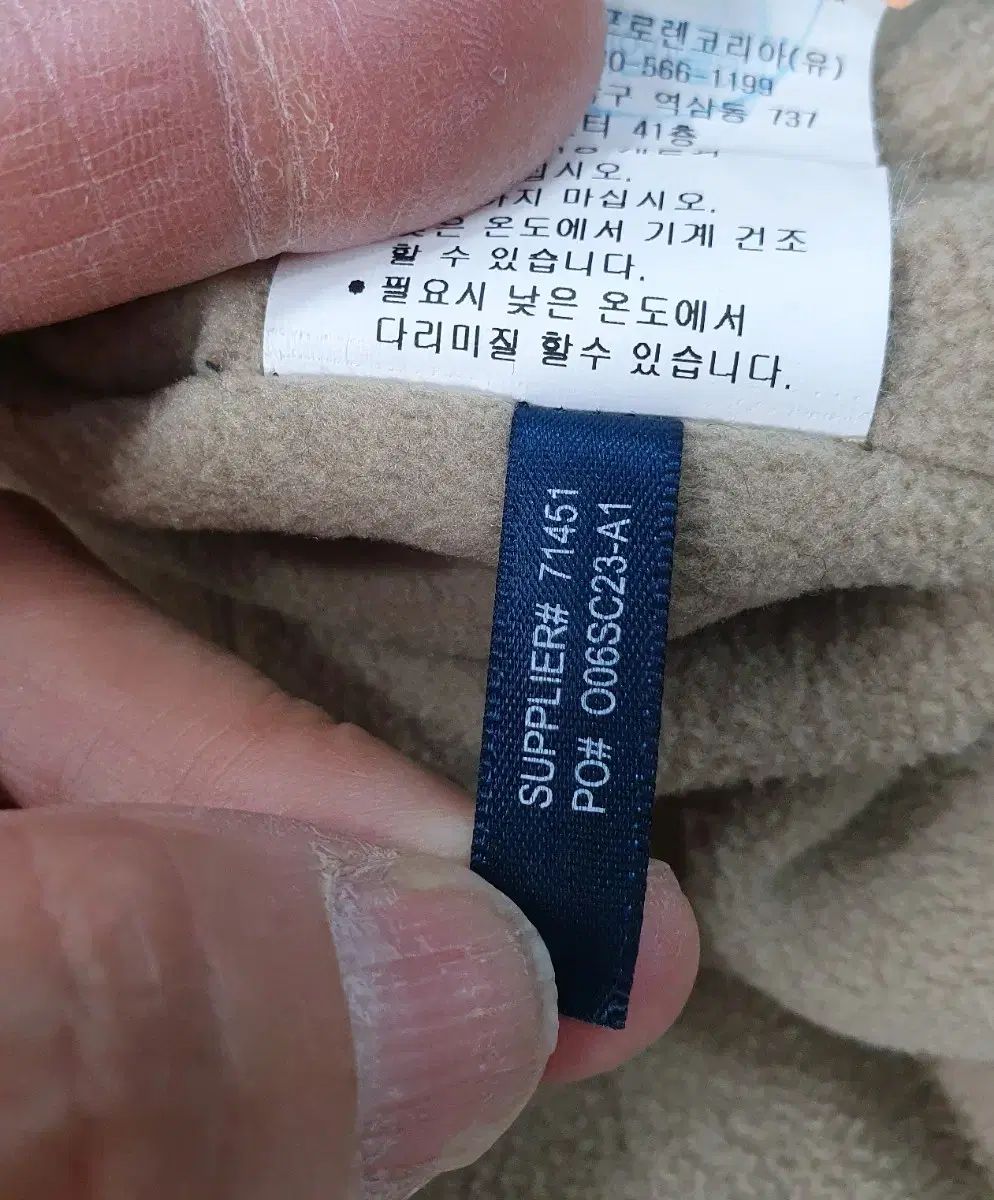 프로렌코리아(유)
0-566-1199
구 역삼동 737
터 41층
십시오.
하지 마십시오.
낮은 온도에서 기계 건조
할 수 있습니다.
• 필요시 낮은 온도에서
다리미질 할수 있습니다.
SUPPLIER# 71451
PO# O06SC23-A1